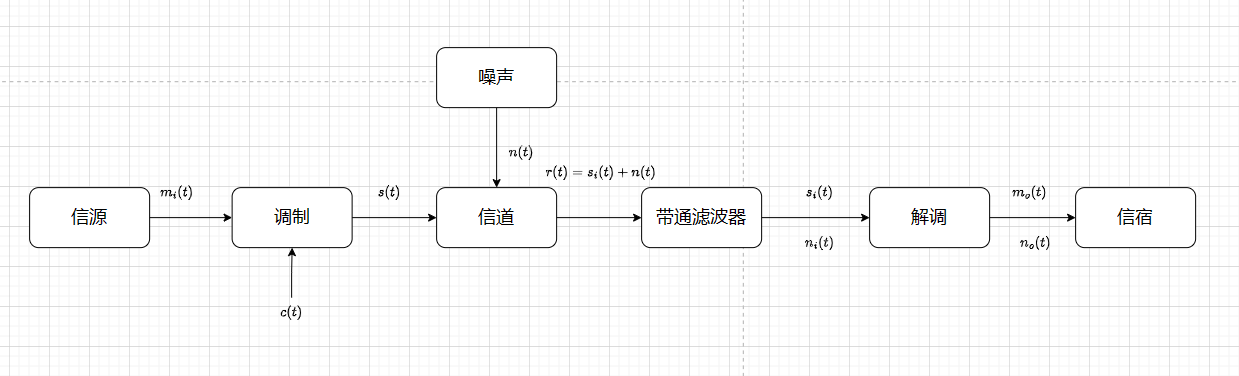 噪声
n(t)
r(t) = s_i(t) + n(t)
信源
m_i(t)
调制
s(t)
信道
带通滤波器
s_i(t)
n_i(t)
解调
m_o(t)
n_o(t)
信宿
c(t)